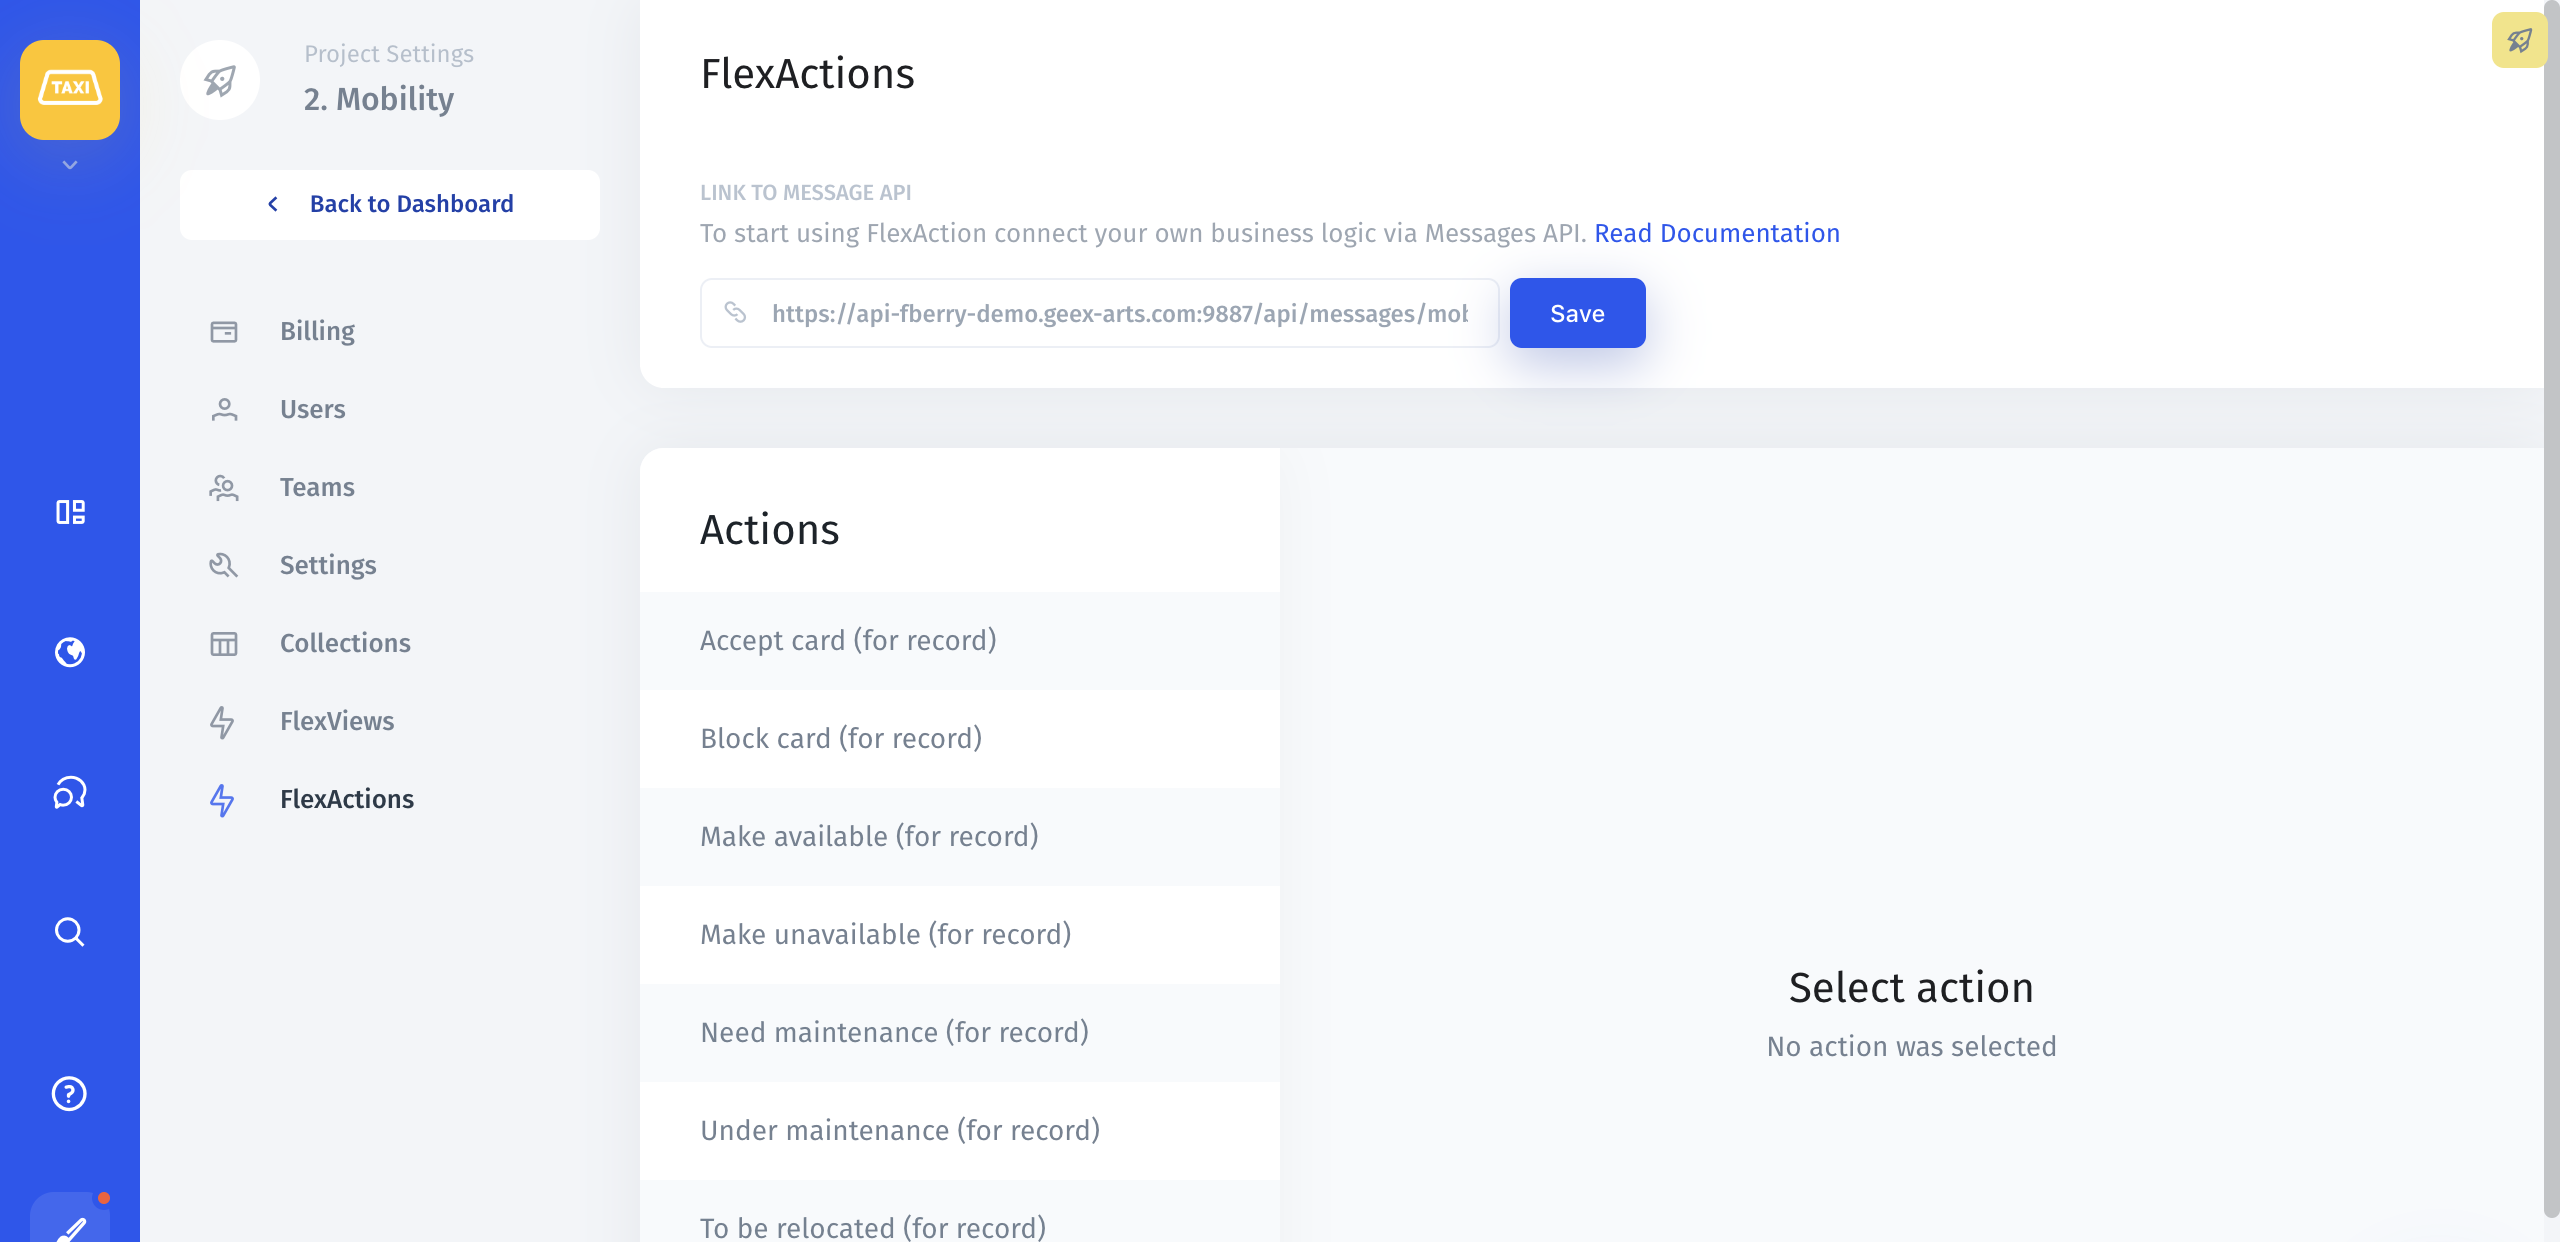 TAXI
Project Settings
2. Mobility
Back to Dashboard
Billing
Users
Teams
Settings
Collections
FlexViews
FlexActions
FlexActions
LINK TO MESSAGE API
To start using FlexAction connect your own business logic via Messages API. Read Documentation
https://api-fberry-demo.geex-arts.com:9887/api/messages/mob
Save
Actions
Accept card (for record)
Block card (for record)
Make available (for record)
Make unavailable (for record)
Need maintenance (for record)
Under maintenance (for record)
To be relocated (for record)
Select action
No action was selected